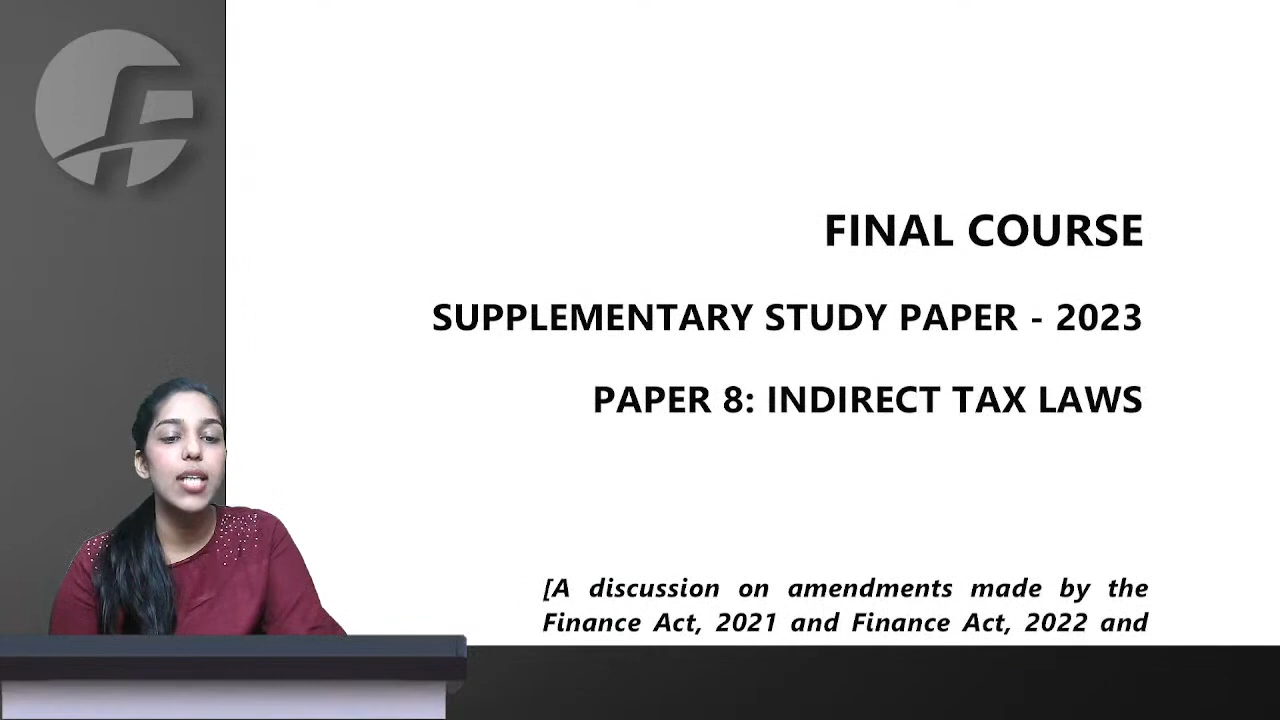 FINAL COURSE
SUPPLEMENTARY STUDY PAPER - 2023
PAPER 8: INDIRECT TAX LAWS
[A discussion on amendments made by the
Finance Act, 2021 and Finance Act, 2022 and